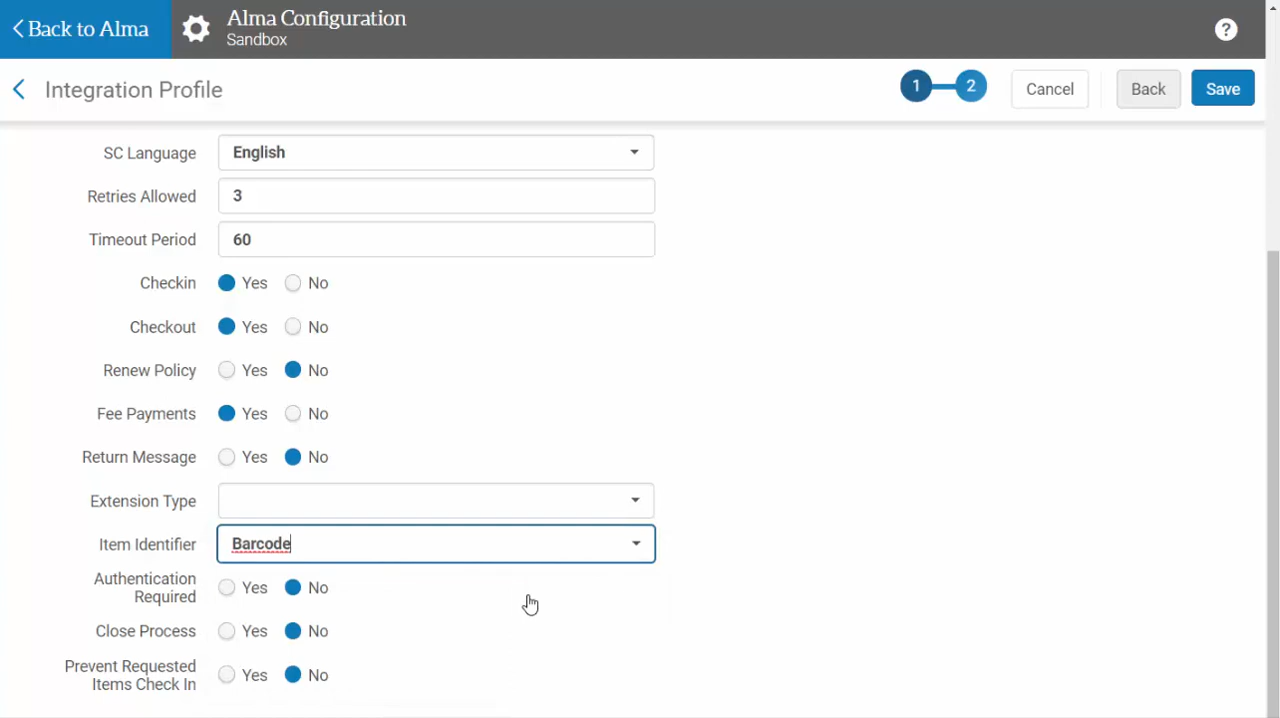 Back to Alma
Alma Configuration
Sandbox
?
Integration Profile
1
2
Cancel
Back
Save
SC Language
English
Retries Allowed
3
Timeout Period
60
Checkin
Yes
No
Checkout
Yes
No
Renew Policy
Yes
No
Fee Payments
Yes
No
Return Message
Yes
No
Extension Type
Item Identifier
Barcode
Authentication
Required
Yes
No
Close Process
Yes
No
Prevent Requested
Items Check In
Yes
No